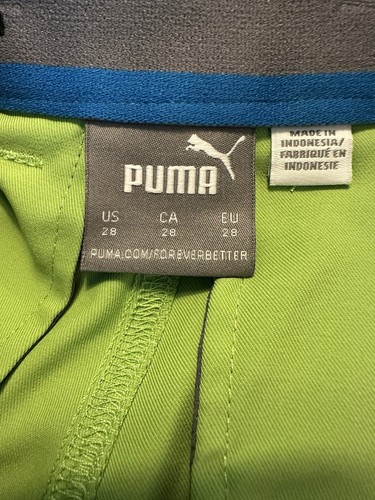 PUMA
US CA EU
28 28 28
PUMA.COM/FOREVERBETTER
MADE IN
INDONESIA/
FABRIQUÉ EN
INDONESIE